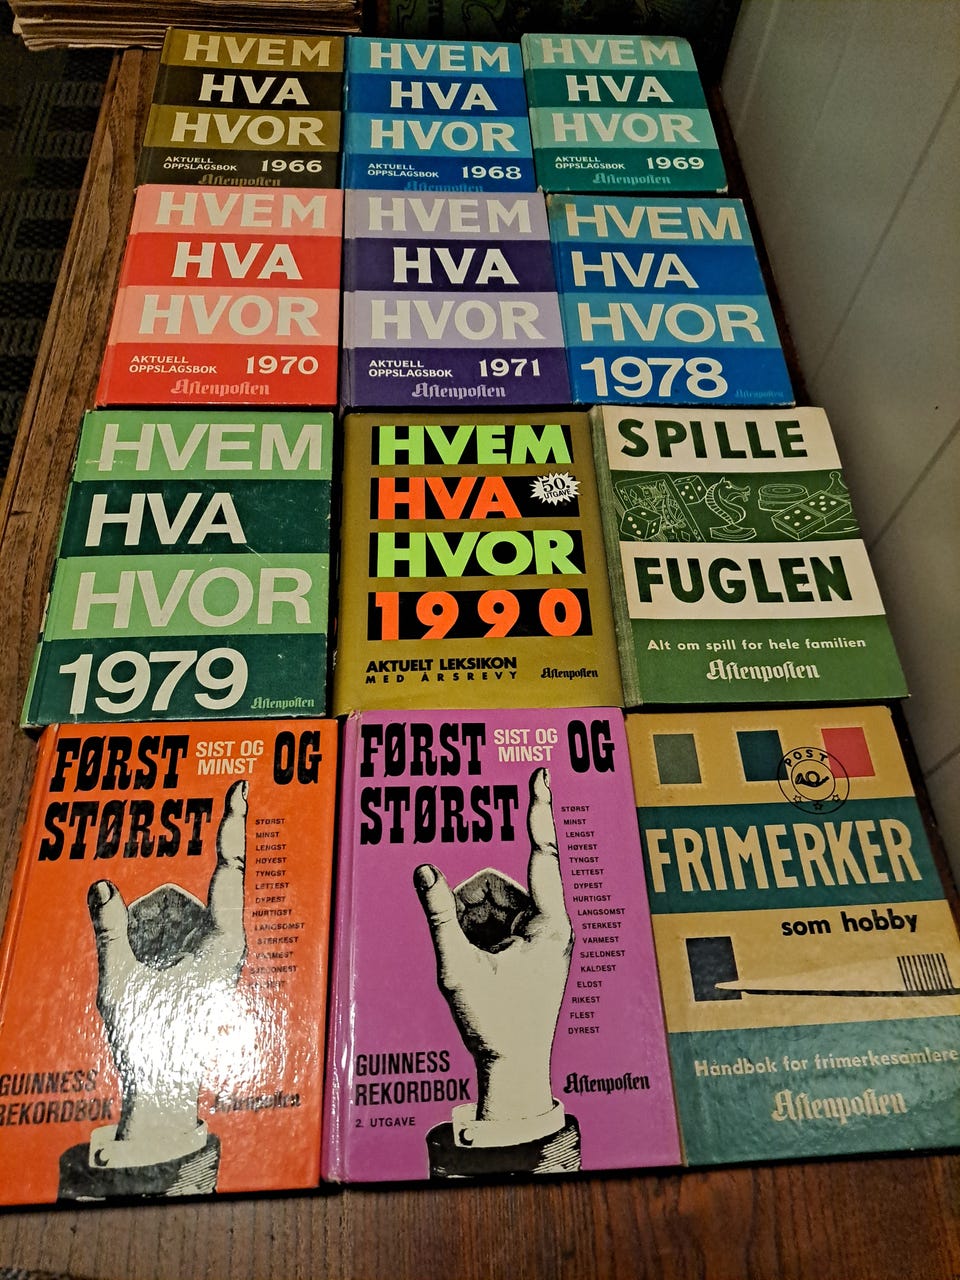 HVEM
HVA
HVOR
AKTUELL
OPPSLAGSBOK 1966
Aftenposten
HVEM
HVA
HVOR
AKTUELL
OPPSLAGSBOK 1968
Aftenposten
HVEM
HVA
HVOR
AKTUELL
OPPSLAGSBOK 1969
Aftenposten
HVEM
HVA
HVOR
AKTUELL
OPPSLAGSBOK 1970
Aftenposten
HVEM
HVA
HVOR
AKTUELL
OPPSLAGSBOK 1971
Aftenposten
HVEM
HVA
HVOR
1978
Aftenposten
HVEM
HVA
HVOR
1979
Aftenposten
HVEM
HVA
50.
UTGAVE
HVOR
1990
AKTUELT LEKSIKON
MED ÅRSREVY
Aftenposten
SPILLE
FUGLEN
Alt om spill for hele familien
Aftenposten
FØRST SIST OG MINST OG
STØRST
STØRST
MINST
LENGST
HØYEST
TYNGST
LETTEST
DYPEST
HURTIGST
LANGSOMST
STERKEST
VARMEST
SJELDNEST
GUINNESS
REKORDBOK
Aftenposten
FØRST SIST OG MINST OG
STØRST
STØRST
MINST
LENGST
HØYEST
TYNGST
LETTEST
DYPEST
HURTIGST
LANGSOMST
STERKEST
VARMEST
SJELDNEST
KALDEST
ELDST
RIKEST
FLEST
DYREST
GUINNESS
REKORDBOK
2. UTGAVE
Aftenposten
POST
FRIMERKER
som hobby
Håndbok for frimerkesamlere
Aftenposten